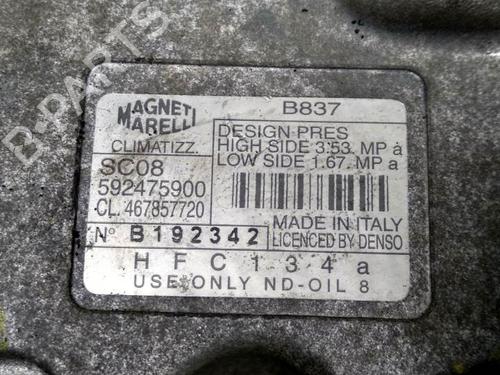 B-PARTS
MAGNETI
MARELLI
CLIMATIZZ.
B837
DESIGN PRES
HIGH SIDE 3.53. MP á
LOW SIDE 1.67. MP a
SC08
592475900
CL. 467857720
MADE IN ITALY
LICENCED BY DENSO
Nº B192342
HFC134a
USE ONLY ND-OIL 8